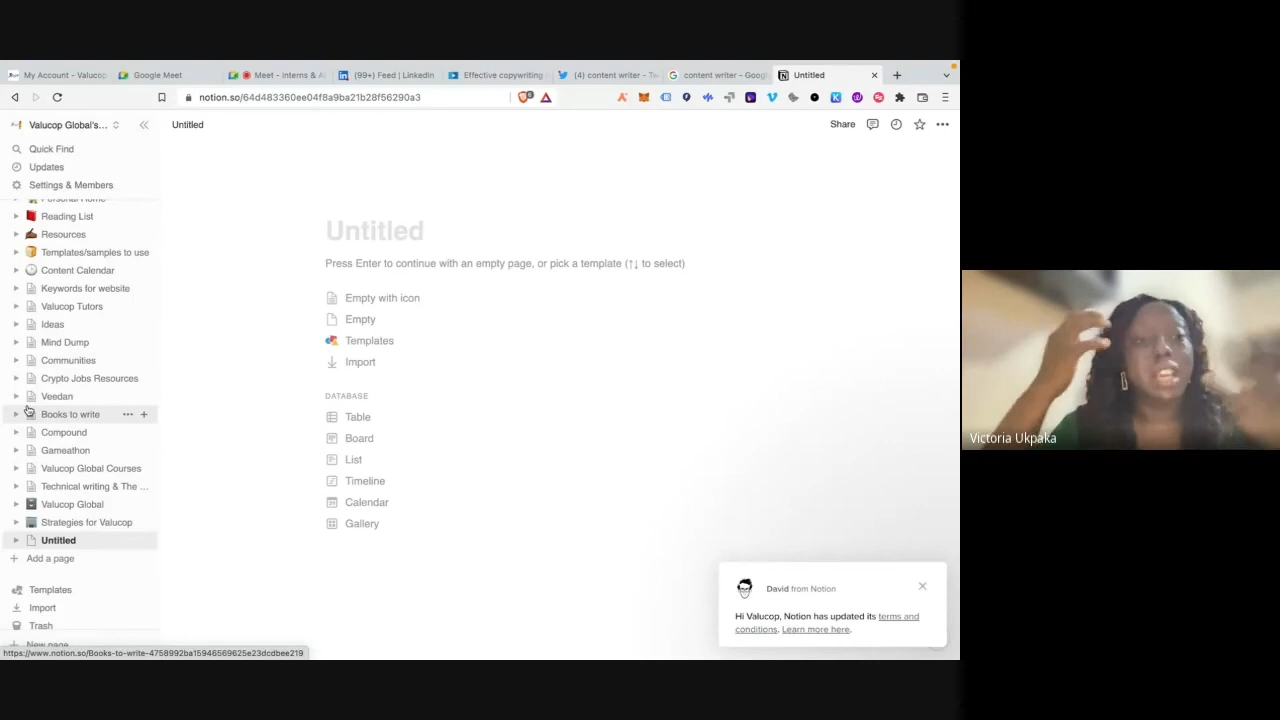 My Account - Valucop
Google Meet
Meet - Interns & A
(99+) Feed | LinkedIn
Effective copywriting
(4) content writer - Tw
content writer - Goog
Untitled
notion.so/64d483360ee04f8a9ba21b28f56290a3
Valucop Global's...
Untitled
Share
Quick Find
Updates
Settings & Members
Personal Home
Reading List
Resources
Templates/samples to use
Content Calendar
Keywords for website
Valucop Tutors
Ideas
Mind Dump
Communities
Crypto Jobs Resources
Veedan
Books to write
Compound
Gameathon
Valucop Global Courses
Technical writing & The ...
Valucop Global
Strategies for Valucop
Untitled
Add a page
Templates
Import
Trash
New page
https://www.notion.so/Books-to-write-4758992ba15946569625e23dcdbee219
Untitled
Press Enter to continue with an empty page, or pick a template (↑↓ to select)
Empty with icon
Empty
Templates
Import
DATABASE
Table
Board
List
Timeline
Calendar
Gallery
David from Notion
Hi Valucop, Notion has updated its terms and
conditions. Learn more here.
Victoria Ukpaka